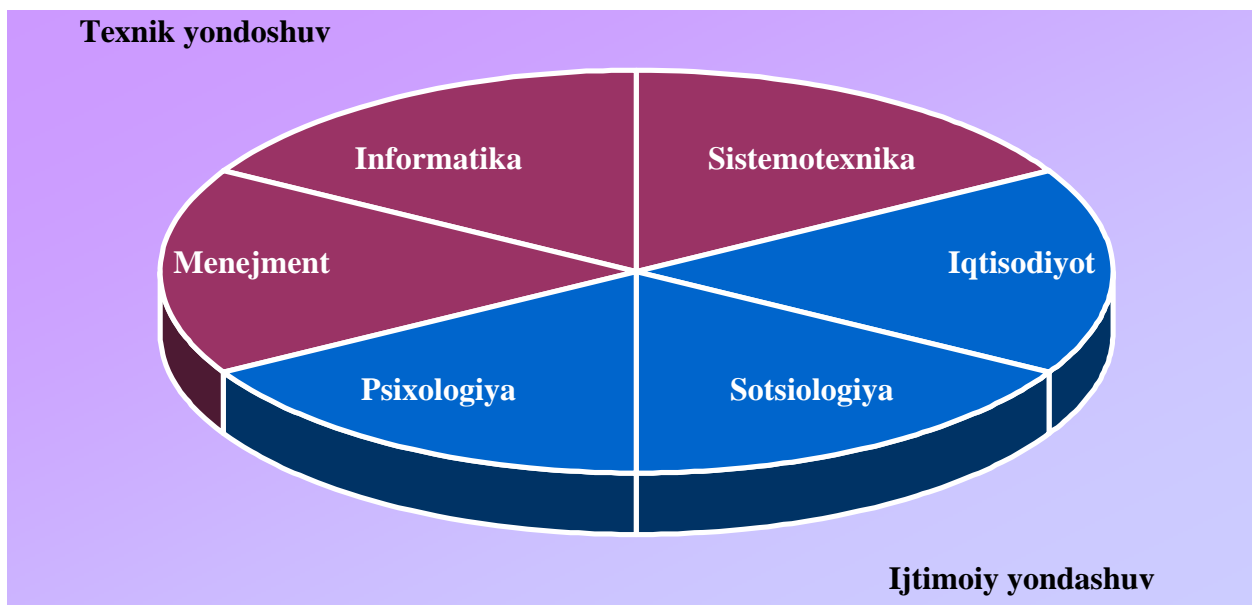 Texnik yondoshuv
Informatika
Sistemotexnika
Menejment
Iqtisodiyot
Psixologiya
Sotsiologiya
Ijtimoiy yondashuv